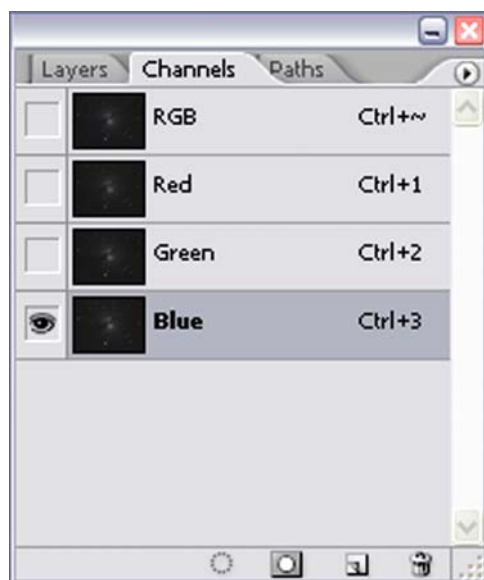 Layers Channels Paths
RGB Ctrl+~
Red Ctrl+1
Green Ctrl+2
Blue Ctrl+3